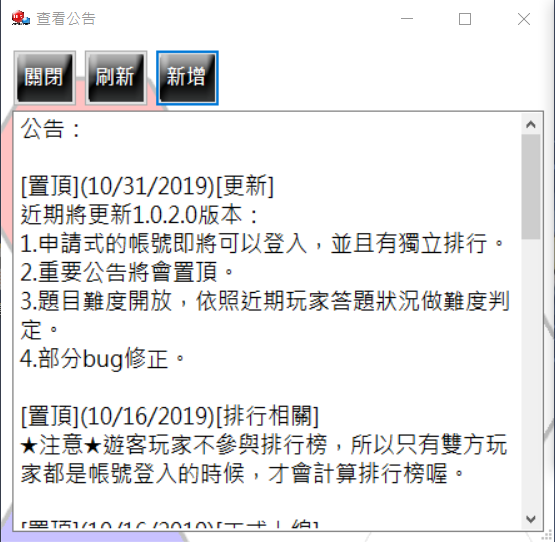 查看公告
關閉 刷新 新增
公告：
[置頂](10/31/2019)[更新]
近期將更新1.0.2.0版本：
1.申請式的帳號即將可以登入，並且有獨立排行。
2.重要公告將會置頂。
3.題目難度開放，依照近期玩家答題狀況做難度判
定。
4.部分bug修正。
[置頂](10/16/2019)[排行相關]
★注意★遊客玩家不參與排行榜，所以只有雙方玩
家都是帳號登入的時候，才會計算排行榜喔。
[置頂](10/16/2019)[正式上線]